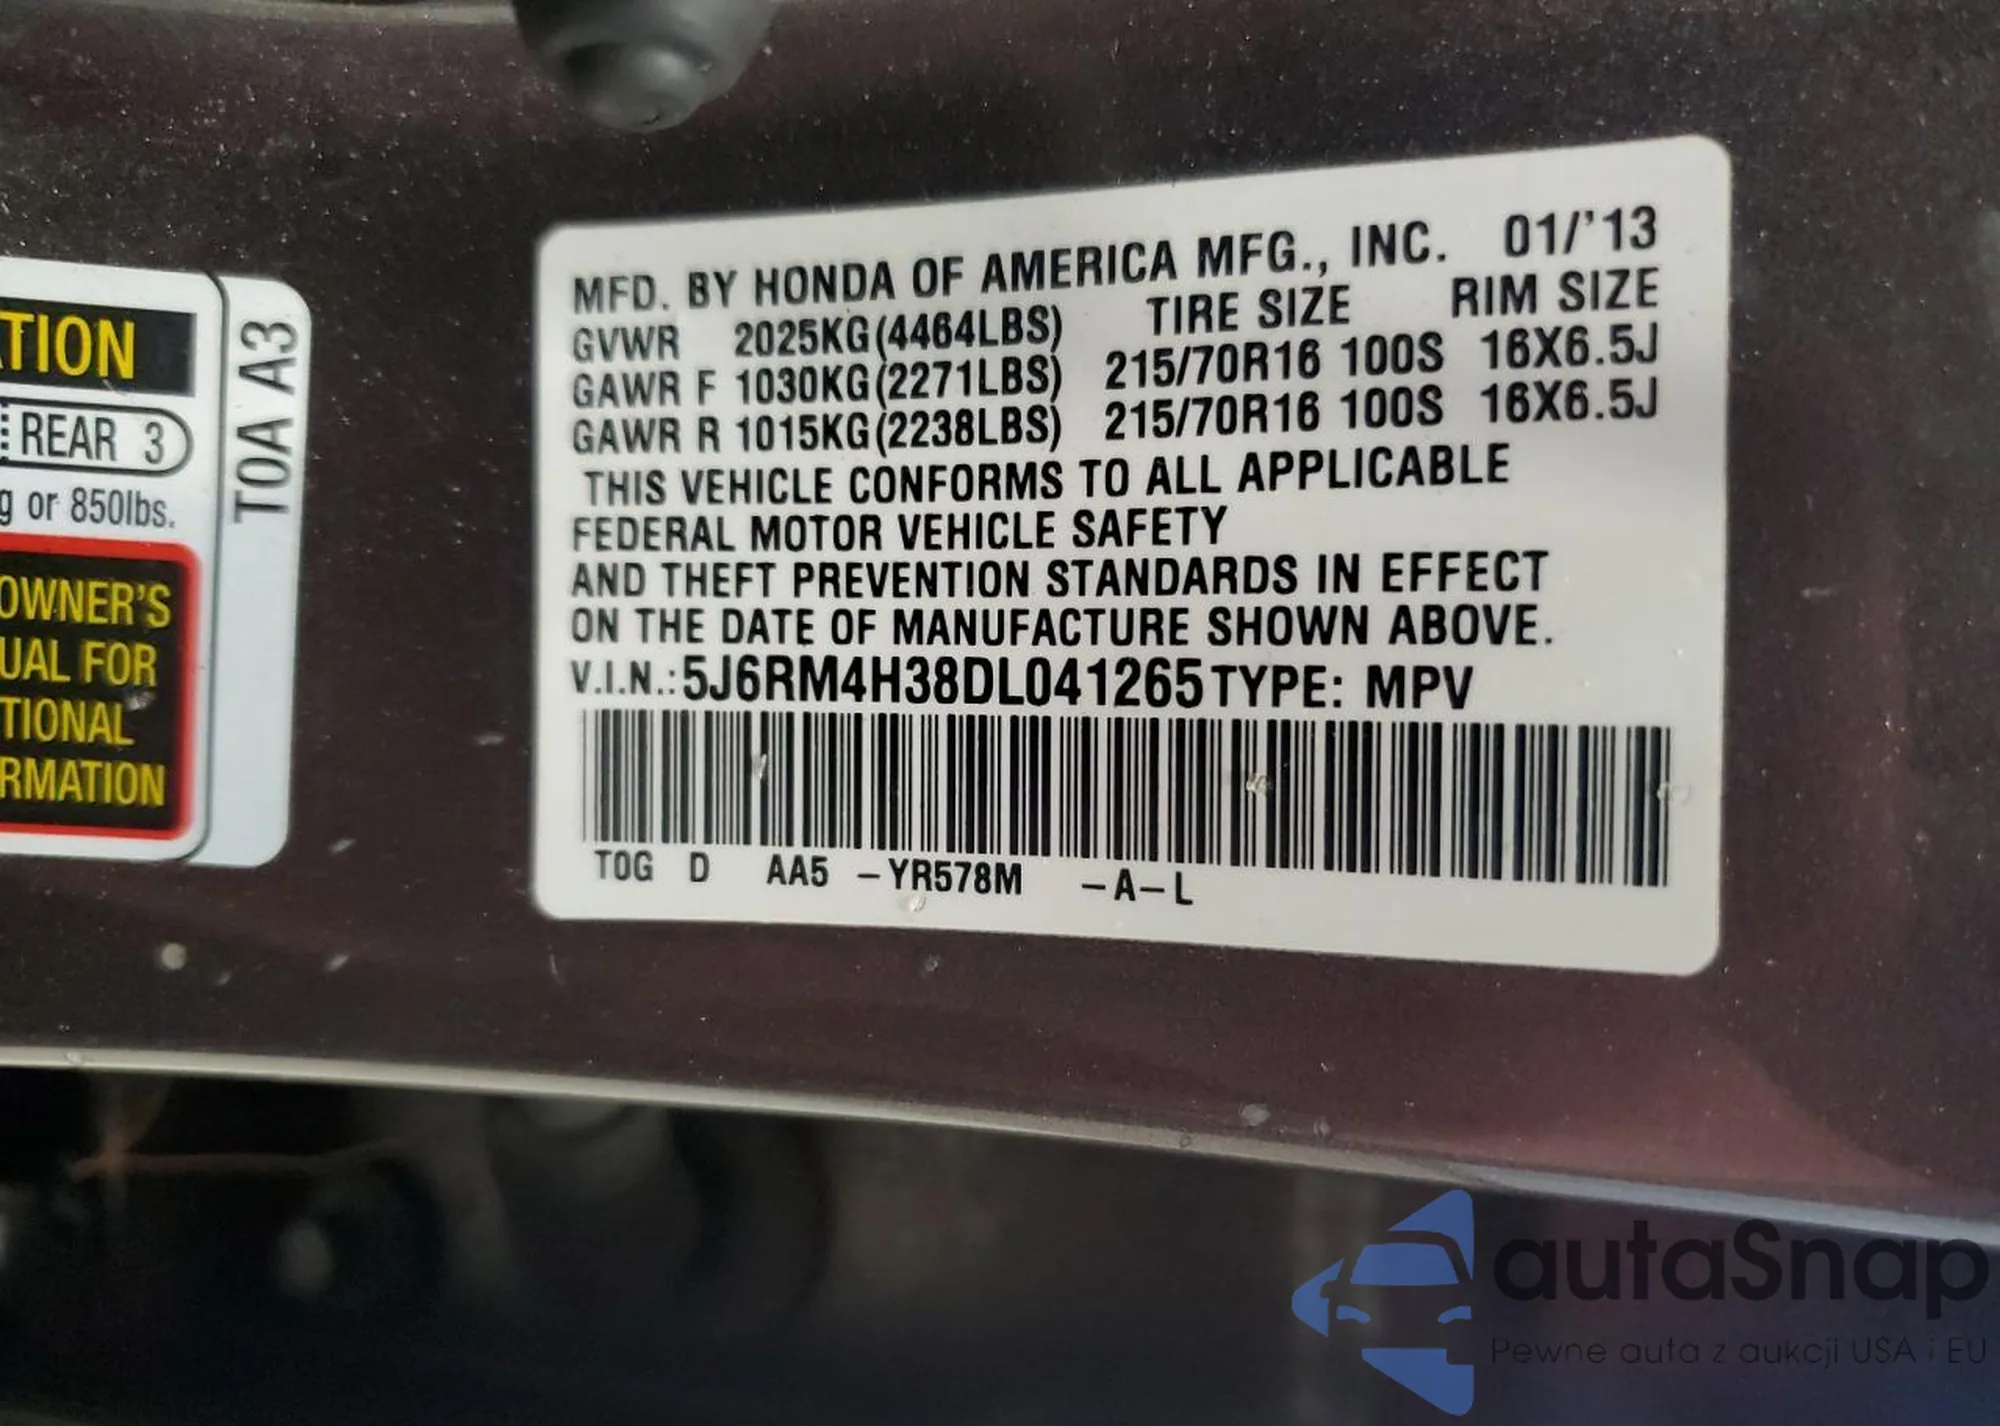 ATION
REAR 3
g or 850lbs.
OWNER'S
UAL FOR
TIONAL
RMATION
T0A A3
MFD. BY HONDA OF AMERICA MFG., INC. 01/'13
GVWR 2025KG(4464LBS) TIRE SIZE RIM SIZE
GAWR F 1030KG(2271LBS) 215/70R16 100S 16X6.5J
GAWR R 1015KG(2238LBS) 215/70R16 100S 16X6.5J
THIS VEHICLE CONFORMS TO ALL APPLICABLE
FEDERAL MOTOR VEHICLE SAFETY
AND THEFT PREVENTION STANDARDS IN EFFECT
ON THE DATE OF MANUFACTURE SHOWN ABOVE.
V.I.N.:5J6RM4H38DL041265TYPE: MPV
T0G D AA5 –YR578M –A–L
autaSnap
Pewne auta z aukcji USA i EU